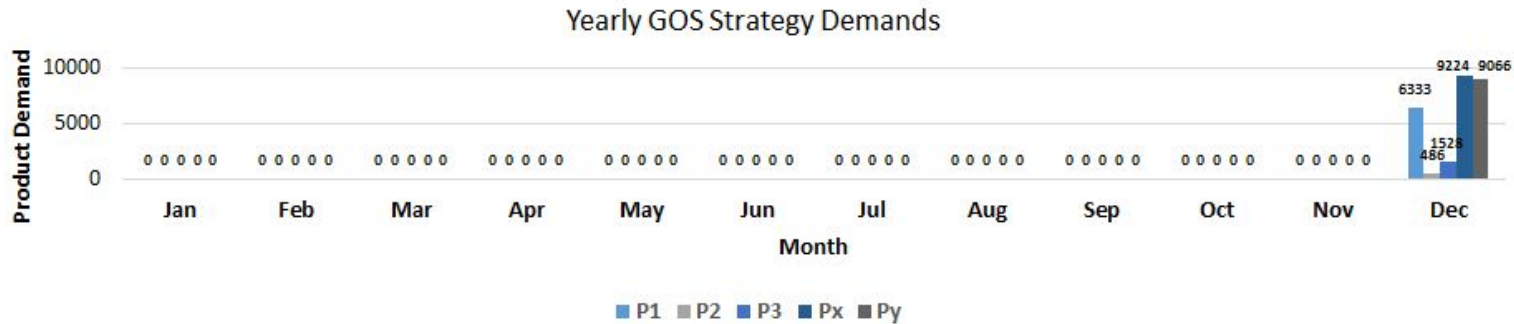 Yearly GOS Strategy Demands
Product Demand
10000
5000
0
0 0 0 0 0 0 0 0 0 0 0 0 0 0 0 0 0 0 0 0 0 0 0 0 0 0 0 0 0 0 0 0 0 0 0 0 0 0 0 0 0 0 0 0 0 0 0 0 0 0 0 0 0 0 0
6333
486
1528
9224
9066
Jan Feb Mar Apr May Jun Jul Aug Sep Oct Nov Dec
Month
P1 P2 P3 Px Py